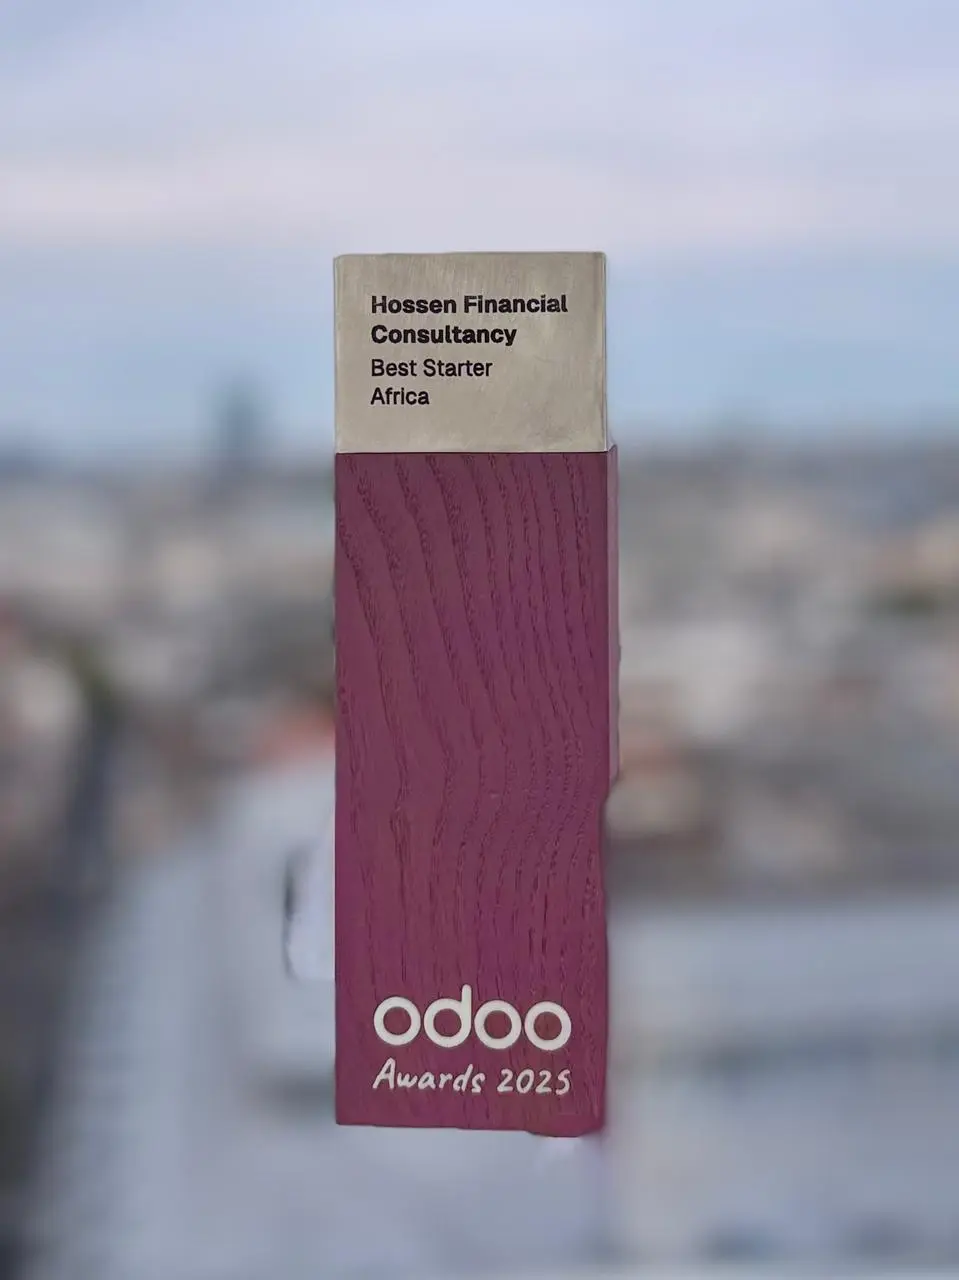 Hossen Financial
Consultancy
Best Starter
Africa
odoo
Awards 2025